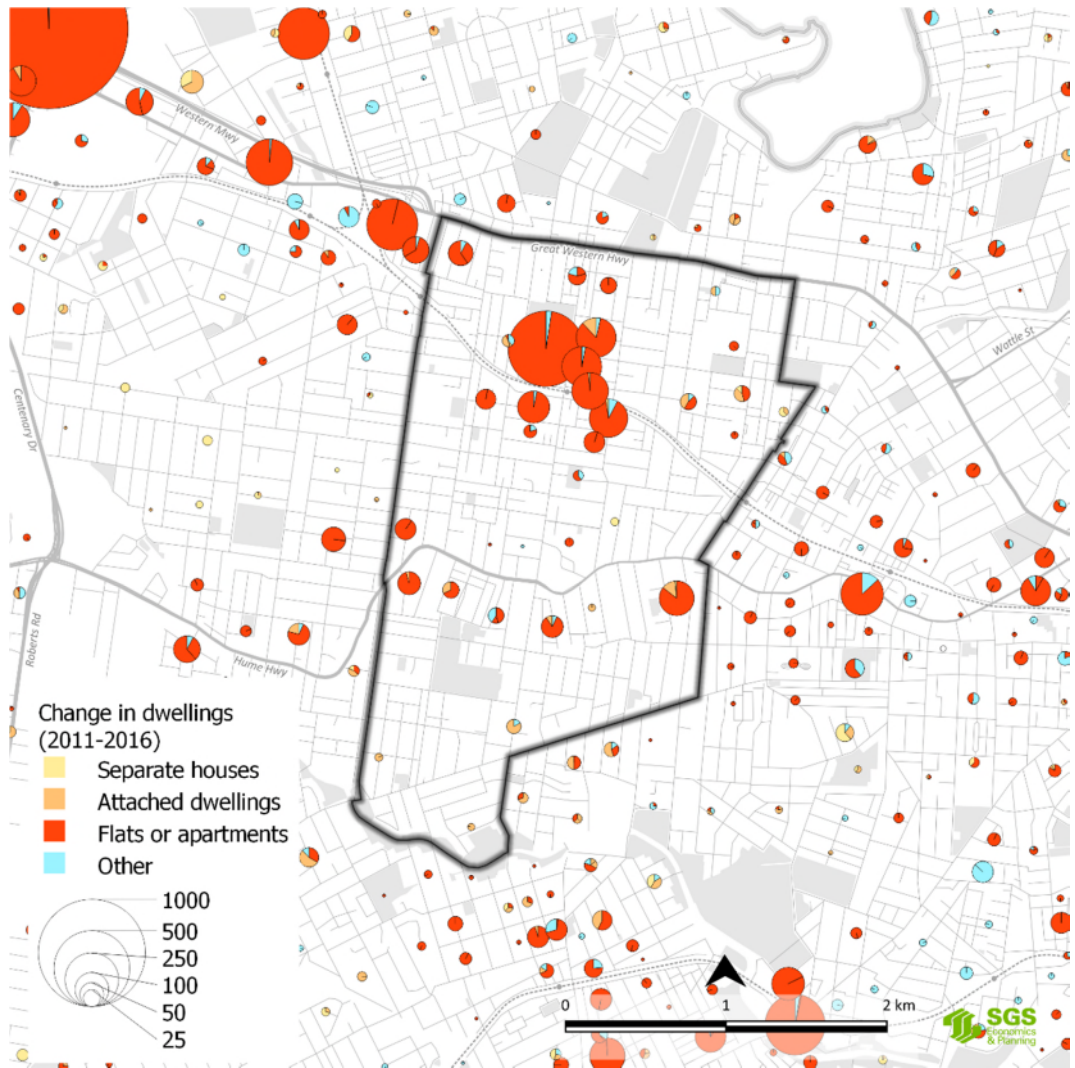 Western Mwy
Great Western Hwy
Wattle St
Centenary Dr
Roberts Rd
Hume Hwy
Change in dwellings
(2011-2016)
Separate houses
Attached dwellings
Flats or apartments
Other
1000
500
250
100
50
25
0
1
2 km
SGS
Economics
& Planning